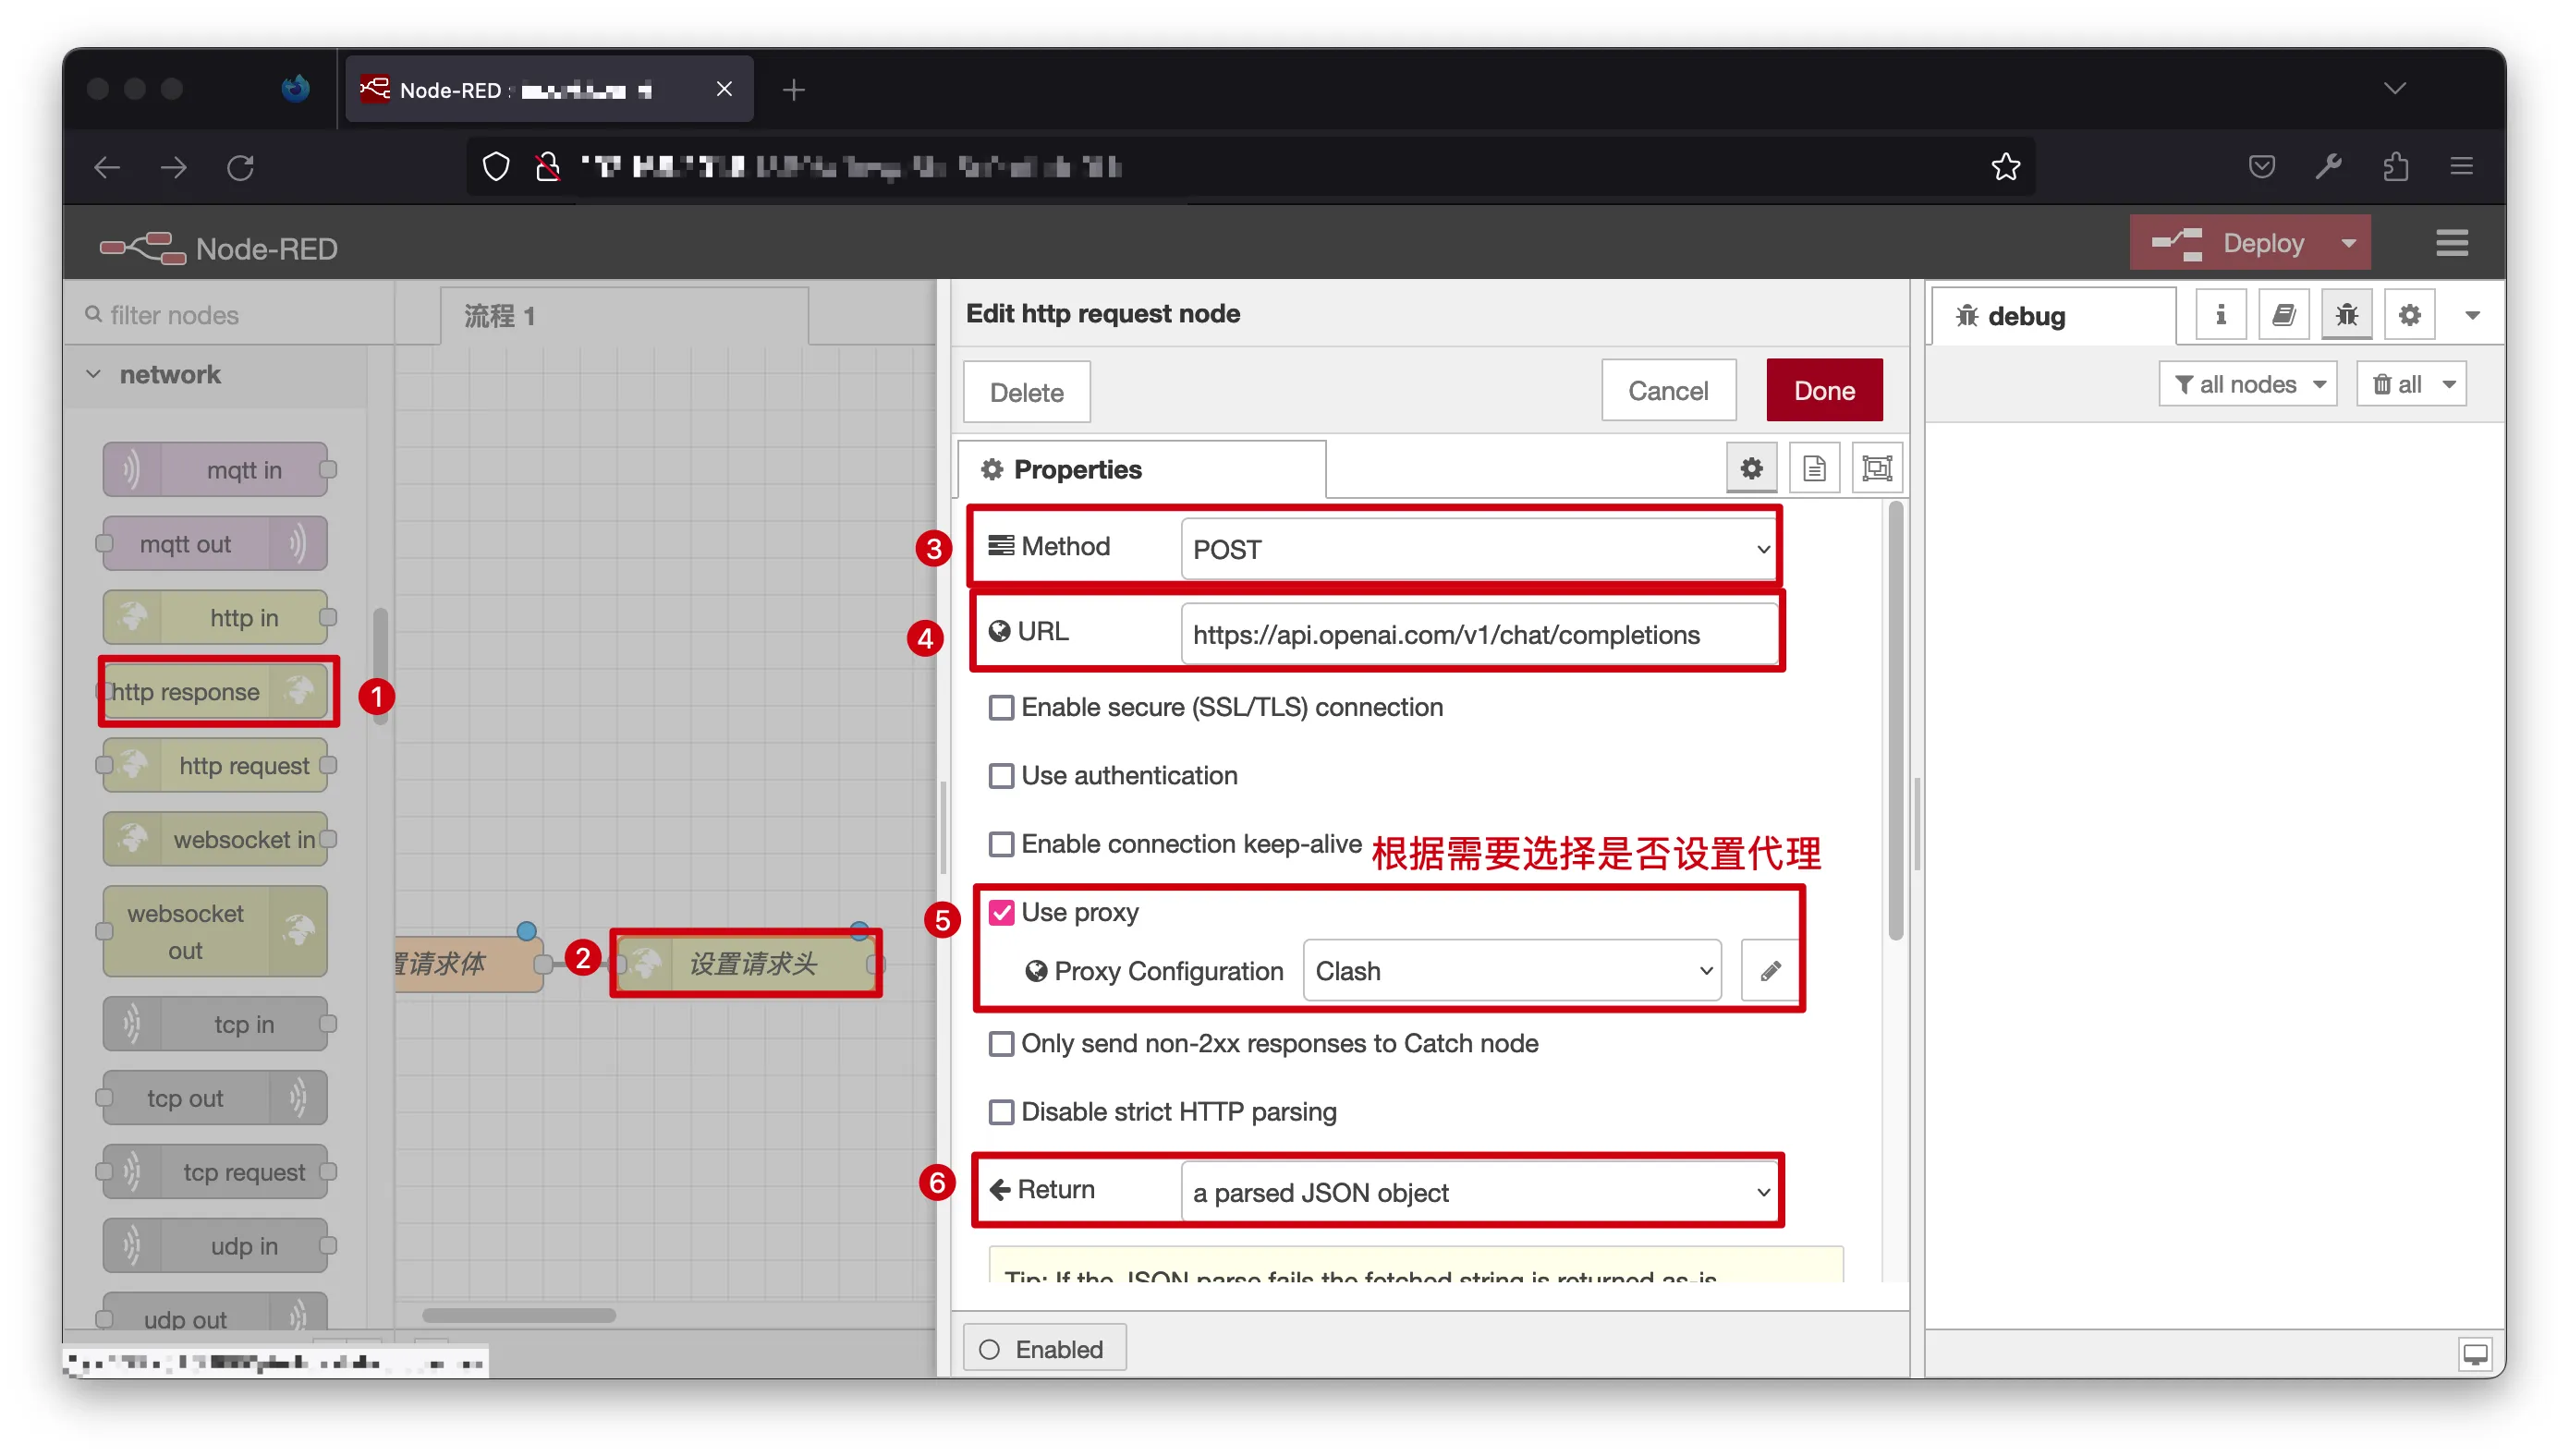 Node-RED :
Node-RED
Deploy
filter nodes
流程 1
network
mqtt in
mqtt out
http in
http response
1
http request
websocket in
websocket
out
tcp in
tcp out
tcp request
udp in
udp out
置请求体
2
设置请求头
Edit http request node
Delete
Cancel
Done
Properties
3
Method
POST
4
URL
https://api.openai.com/v1/chat/completions
Enable secure (SSL/TLS) connection
Use authentication
Enable connection keep-alive
根据需要选择是否设置代理
5
Use proxy
Proxy Configuration
Clash
Only send non-2xx responses to Catch node
Disable strict HTTP parsing
6
Return
a parsed JSON object
Tip: If the JSON parse fails the fetched string is returned as-is.
Enabled
debug
i
all nodes
all